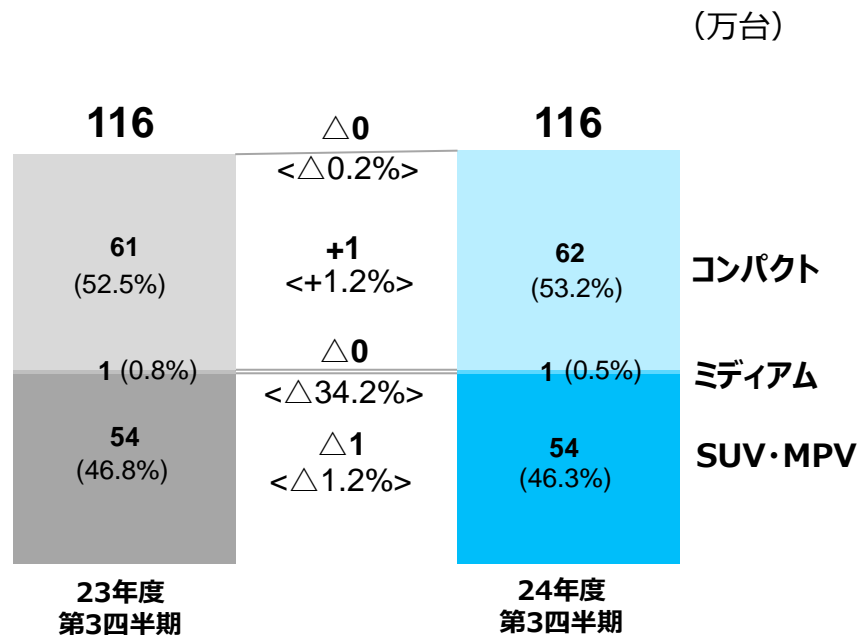 （万台）
116
△0
<△0.2%>
116
61
(52.5%)
+1
<+1.2%>
62
(53.2%)
コンパクト
1 (0.8%)
△0
<△34.2%>
1 (0.5%)
ミディアム
54
(46.8%)
△1
<△1.2%>
54
(46.3%)
SUV・MPV
23年度
第3四半期
24年度
第3四半期